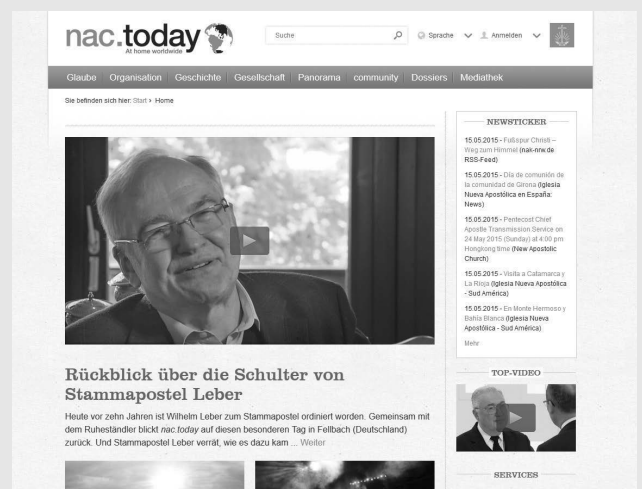 nac.today
At home worldwide
Suche
Sprache
Anmelden
Glaube Organisation Geschichte Gesellschaft Panorama community Dossiers Mediathek
Sie befinden sich hier: Start › Home
Rückblick über die Schulter von
Stammapostel Leber
Heute vor zehn Jahren ist Wilhelm Leber zum Stammapostel ordiniert worden. Gemeinsam mit
dem Ruheständler blickt nac.today auf diesen besonderen Tag in Fellbach (Deutschland)
zurück. Und Stammapostel Leber verrät, wie es dazu kam ... Weiter
NEWSTICKER
15.05.2015 - Fußspur Christi –
Weg zum Himmel (nak-nrw.de
RSS-Feed)
15.05.2015 - Día de comunión de
la comunidad de Girona (Iglesia
Nueva Apostólica en España:
News)
15.05.2015 - Pentecost Chief
Apostle Transmission Service on
24 May 2015 (Sunday) at 4:00 pm
Hongkong time (New Apostolic
Church)
15.05.2015 - Visita a Catamarca y
La Rioja (Iglesia Nueva Apostólica
- Sud América)
15.05.2015 - En Monte Hermoso y
Bahía Blanca (Iglesia Nueva
Apostólica - Sud América)
Mehr
TOP-VIDEO
SERVICES